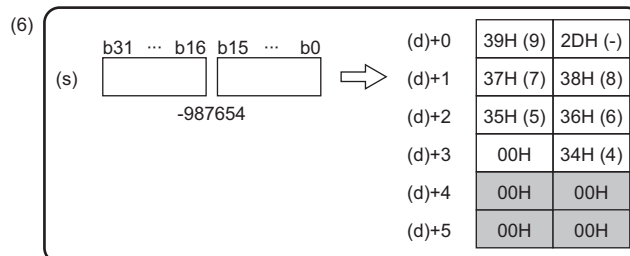 (6)
b31 ··· b16 b15 ··· b0
(s)
-987654
(d)+0 39H (9) 2DH (-)
(d)+1 37H (7) 38H (8)
(d)+2 35H (5) 36H (6)
(d)+3 00H 34H (4)
(d)+4 00H 00H
(d)+5 00H 00H